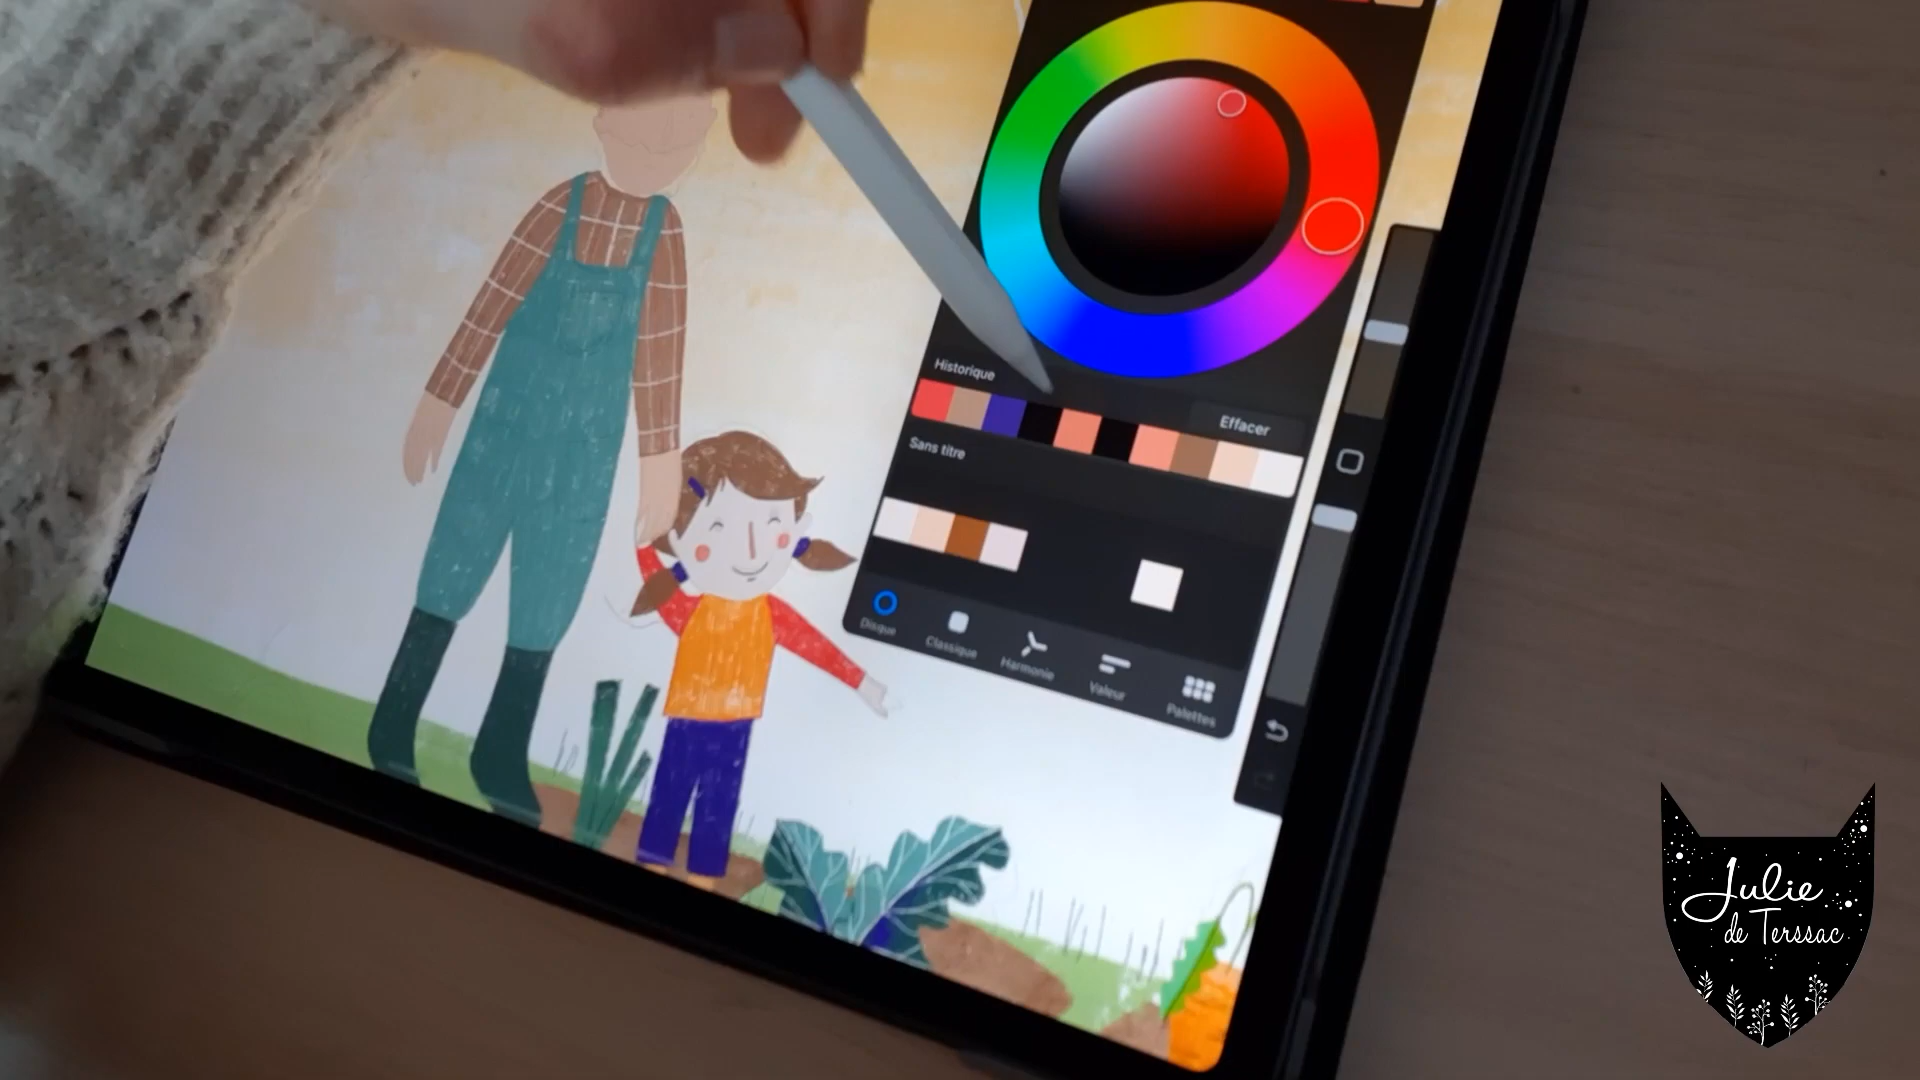 Historique
Effacer
Sans titre
Disque
Classique
Harmonie
Valeur
Palettes
Julie
de Terssac